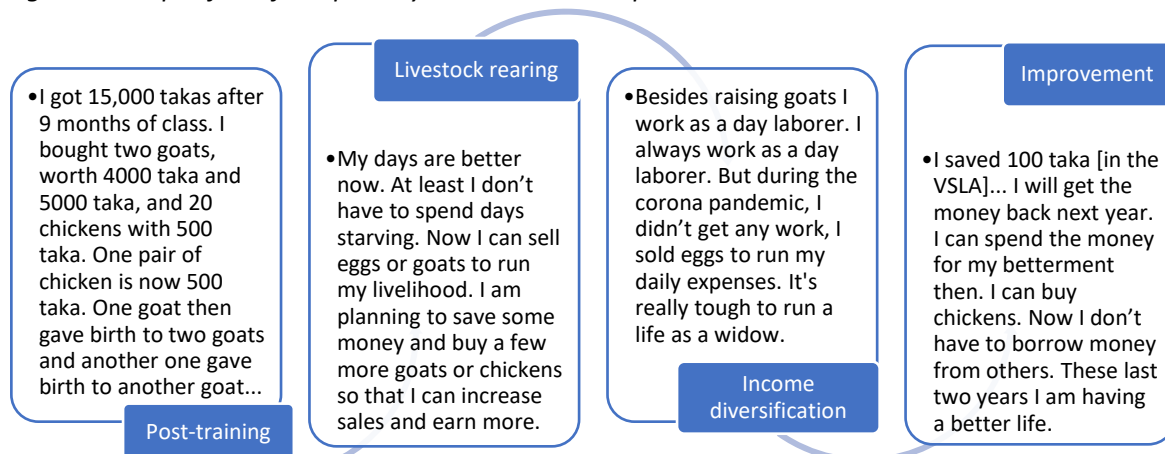 •I got 15,000 takas after
9 months of class. I
bought two goats,
worth 4000 taka and
5000 taka, and 20
chickens with 500
taka. One pair of
chicken is now 500
taka. One goat then
gave birth to two goats
and another one gave
birth to another goat...
Post-training
Livestock rearing
•My days are better
now. At least I don’t
have to spend days
starving. Now I can sell
eggs or goats to run
my livelihood. I am
planning to save some
money and buy a few
more goats or chickens
so that I can increase
sales and earn more.
•Besides raising goats I
work as a day laborer. I
always work as a day
laborer. But during the
corona pandemic, I
didn’t get any work, I
sold eggs to run my
daily expenses. It's
really tough to run a
life as a widow.
Income
diversification
Improvement
•I saved 100 taka [in the
VSLA]... I will get the
money back next year.
I can spend the money
for my betterment
then. I can buy
chickens. Now I don’t
have to borrow money
from others. These last
two years I am having
a better life.